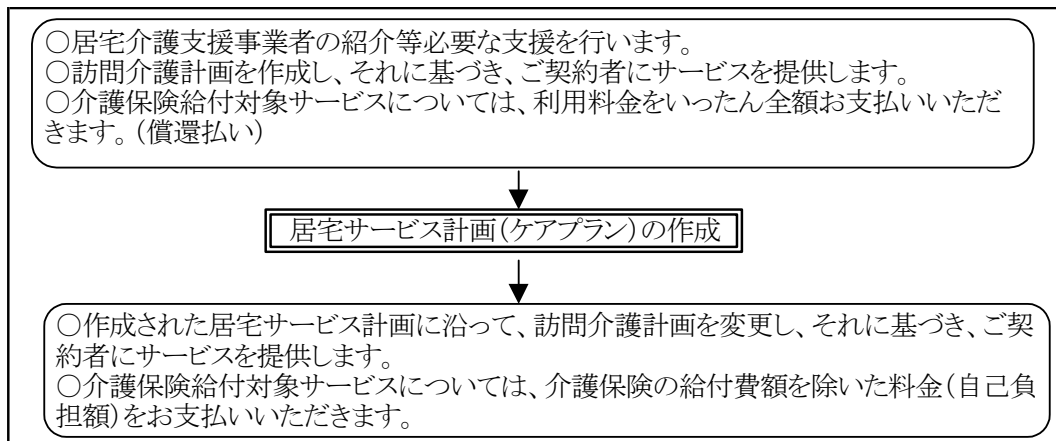 ○居宅介護支援事業者の紹介等必要な支援を行います。
○訪問介護計画を作成し、それに基づき、ご契約者にサービスを提供します。
○介護保険給付対象サービスについては、利用料金をいったん全額お支払いいただ
きます。(償還払い)
居宅サービス計画(ケアプラン)の作成
○作成された居宅サービス計画に沿って、訪問介護計画を変更し、それに基づき、ご契
約者にサービスを提供します。
○介護保険給付対象サービスについては、介護保険の給付費額を除いた料金(自己負
担額)をお支払いいただきます。